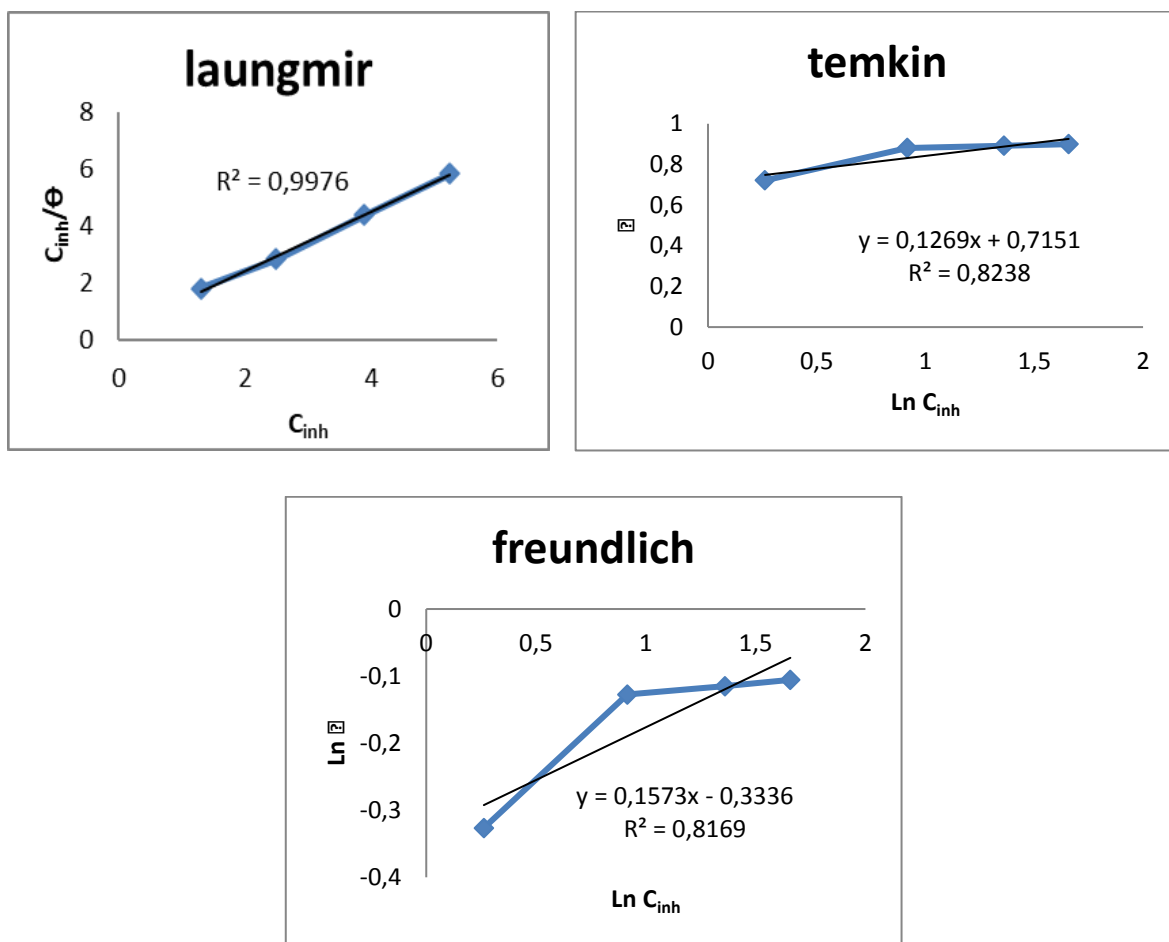 laungmir
8
6
4
2
0
C_inh/Ө
R² = 0,9976
0
2
4
6
C_inh
temkin
1
0,8
0,6
0,4
0,2
0
y = 0,1269x + 0,7151
R² = 0,8238
0
0,5
1
1,5
2
Ln C_inh
freundlich
0
-0,1
-0,2
-0,3
-0,4
Ln
0
0,5
1
1,5
2
y = 0,1573x - 0,3336
R² = 0,8169
Ln C_inh